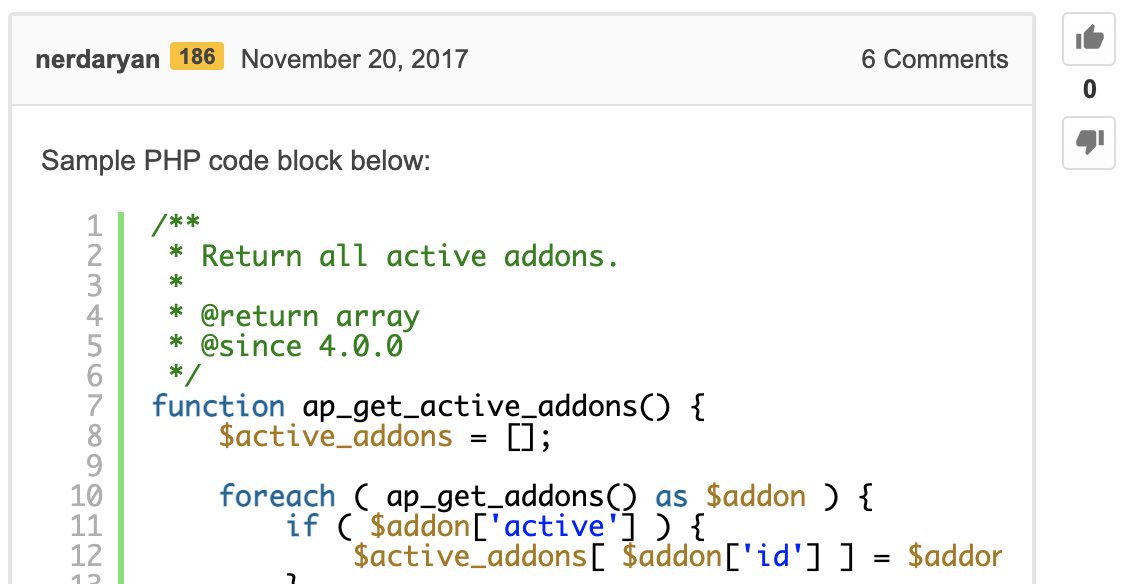 nerdaryan 186 November 20, 2017 6 Comments
0
Sample PHP code block below:
1 /**
2  * Return all active addons.
3  *
4  * @return array
5  * @since 4.0.0
6  */
7 function ap_get_active_addons() {
8     $active_addons = [];
9
10     foreach ( ap_get_addons() as $addon ) {
11         if ( $addon['active'] ) {
12             $active_addons[ $addon['id'] ] = $addor
13         }